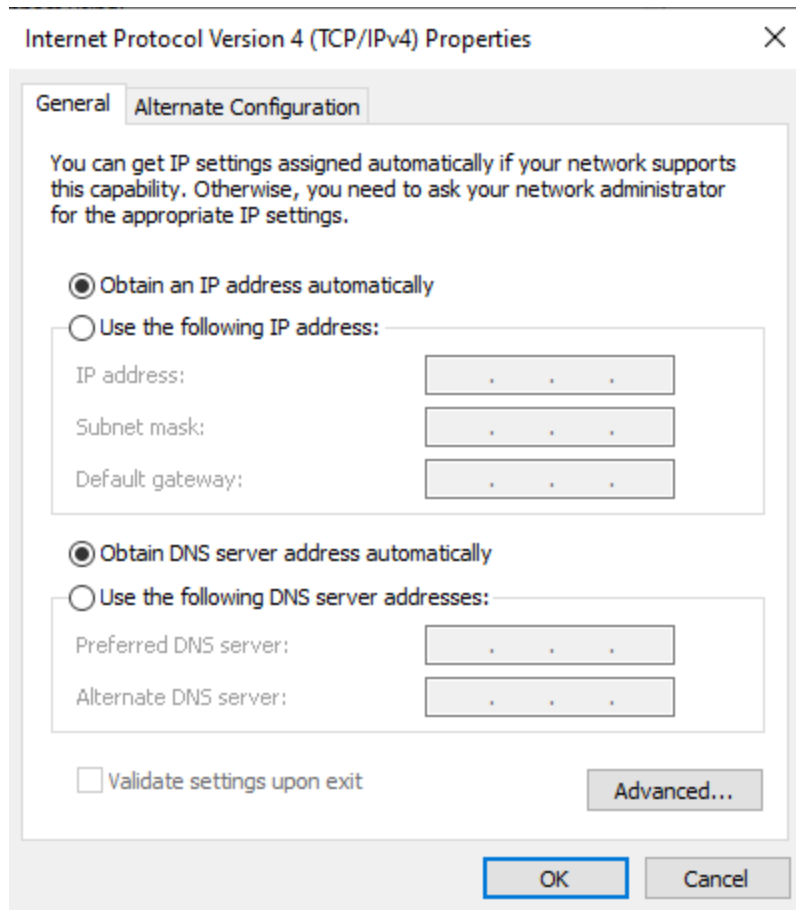 Internet Protocol Version 4 (TCP/IPv4) Properties
General
Alternate Configuration
You can get IP settings assigned automatically if your network supports
this capability. Otherwise, you need to ask your network administrator
for the appropriate IP settings.
Obtain an IP address automatically
Use the following IP address:
IP address:
Subnet mask:
Default gateway:
Obtain DNS server address automatically
Use the following DNS server addresses:
Preferred DNS server:
Alternate DNS server:
Validate settings upon exit
Advanced...
OK
Cancel